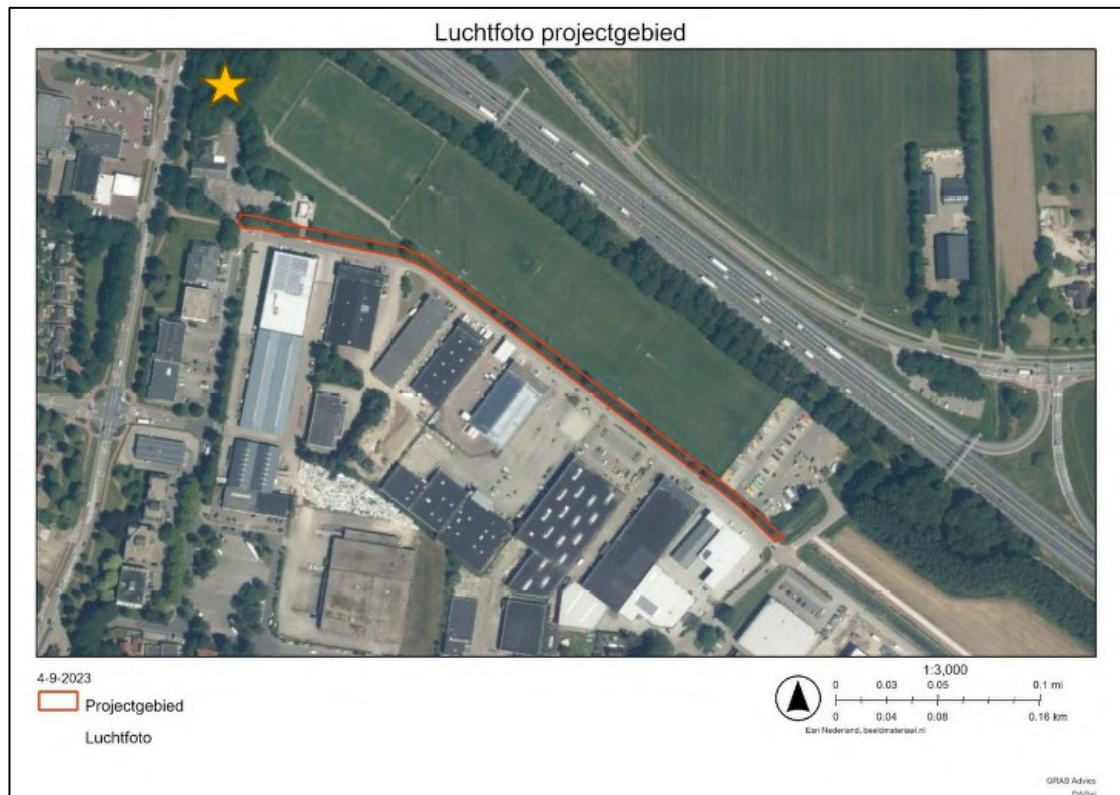 Luchtfoto projectgebied
4-9-2023
Projectgebied
Luchtfoto
1:3,000
0 0.03 0.05 0.1 mi
0 0.04 0.08 0.16 km
Esri Nederland, beeldmateriaal.nl
GRAS Advies